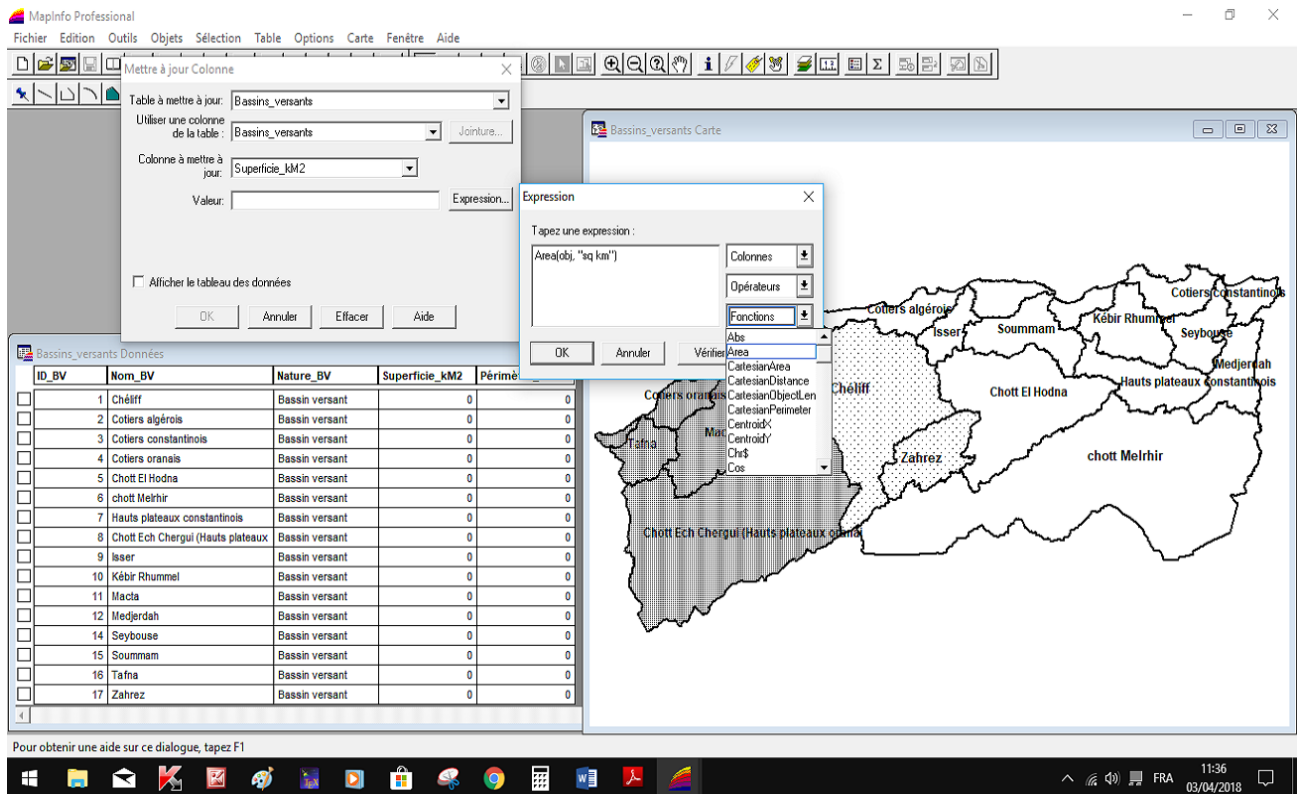 MapInfo Professional
Fichier Edition Outils Objets Sélection Table Options Carte Fenêtre Aide
Mettre à jour Colonne
Table à mettre à jour: Bassins_versants
Utiliser une colonne de la table : Bassins_versants Jointure...
Colonne à mettre à jour: Superficie_kM2
Valeur: Expression...
Afficher le tableau des données
OK Annuler Effacer Aide
Expression
Tapez une expression :
Area(obj, "sq km")
Colonnes
Opérateurs
Fonctions
OK Annuler Vérifier
Abs
Area
CartesianArea
CartesianDistance
CartesianObjectLen
CartesianPerimeter
CentroidX
CentroidY
Chr$
Cos
Bassins_versants Données
ID_BV Nom_BV Nature_BV Superficie_kM2
1 Chéliff Bassin versant 0 0
2 Cotiers algérois Bassin versant 0 0
3 Cotiers constantinois Bassin versant 0 0
4 Cotiers oranais Bassin versant 0 0
5 Chott El Hodna Bassin versant 0 0
6 chott Melrhir Bassin versant 0 0
7 Hauts plateaux constantinois Bassin versant 0 0
8 Chott Ech Chergui (Hauts plateaux Bassin versant 0 0
9 Isser Bassin versant 0 0
10 Kébir Rhummel Bassin versant 0 0
11 Macta Bassin versant 0 0
12 Medjerdah Bassin versant 0 0
14 Seybouse Bassin versant 0 0
15 Soummam Bassin versant 0 0
16 Tafna Bassin versant 0 0
17 Zahrez Bassin versant 0 0
Bassins_versants Carte
Cotiers constantinois
Cotiers algérois
Kébir Rhummel
Isser
Soummam
Seybouse
Medjerdah
Hauts plateaux constantinois
Chéliff
Chott El Hodna
Cotiers oranais
Tafna
Mac
Zahrez
chott Melrhir
Chott Ech Chergui (Hauts plateaux orana
Pour obtenir une aide sur ce dialogue, tapez F1
FRA
11:36
03/04/2018